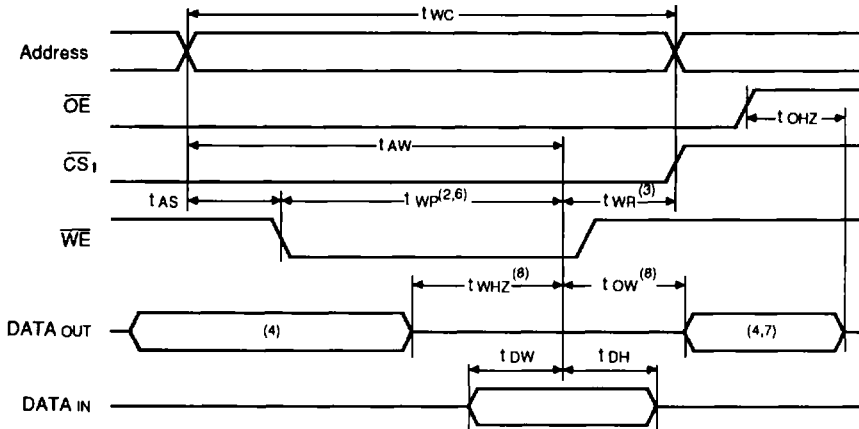 t WC
Address
OE
t OHZ
t AW
CS1
t AS
t WP(2,6)
t WR(3)
WE
t WHZ(8)
t OW(8)
DATA OUT
(4)
(4,7)
t DW
t DH
DATA IN